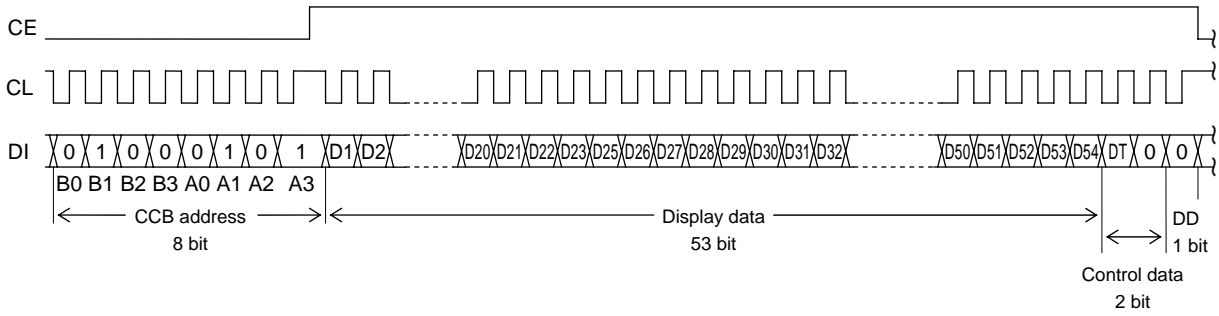 CE
CL
DI 0 1 0 0 0 1 0 1 D1 D2 D20 D21 D22 D23 D25 D26 D27 D28 D29 D30 D31 D32 D50 D51 D52 D53 D54 DT 0 0
B0 B1 B2 B3 A0 A1 A2 A3
CCB address Display data DD
8 bit 53 bit 1 bit
Control data
2 bit